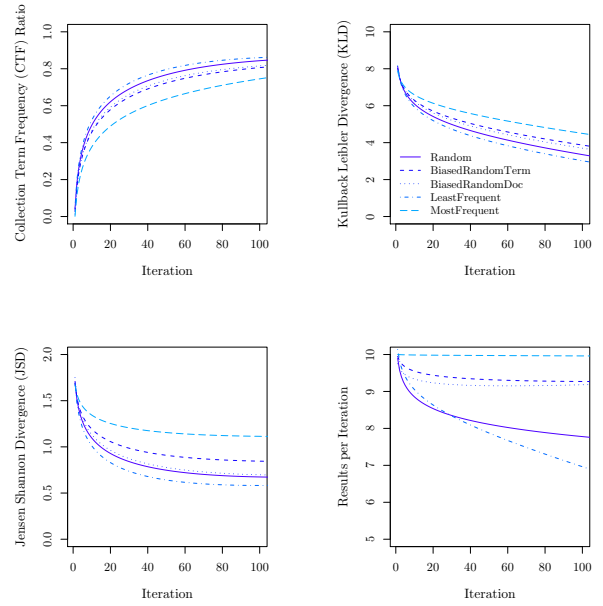 Collection Term Frequency (CTF) Ratio
1.0
0.8
0.6
0.4
0.2
0.0
0 20 40 60 80 100
Iteration
Kullback Leibler Divergence (KLD)
10
8
6
4
2
0
Random
BiasedRandomTerm
BiasedRandomDoc
LeastFrequent
MostFrequent
0 20 40 60 80 100
Iteration
Jensen Shannon Divergence (JSD)
2.0
1.5
1.0
0.5
0.0
0 20 40 60 80 100
Iteration
Results per Iteration
10
9
8
7
6
5
0 20 40 60 80 100
Iteration